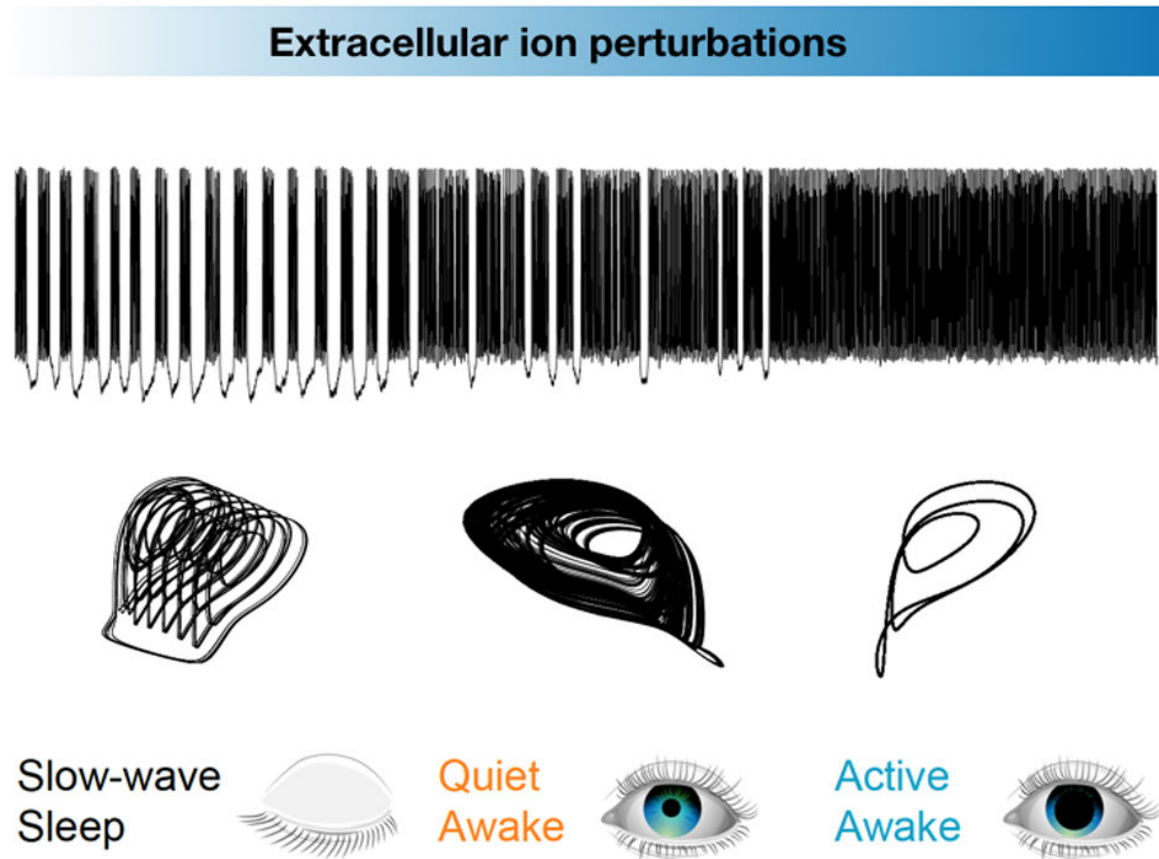 Extracellular ion perturbations
Slow-wave
Sleep
Quiet
Awake
Active
Awake